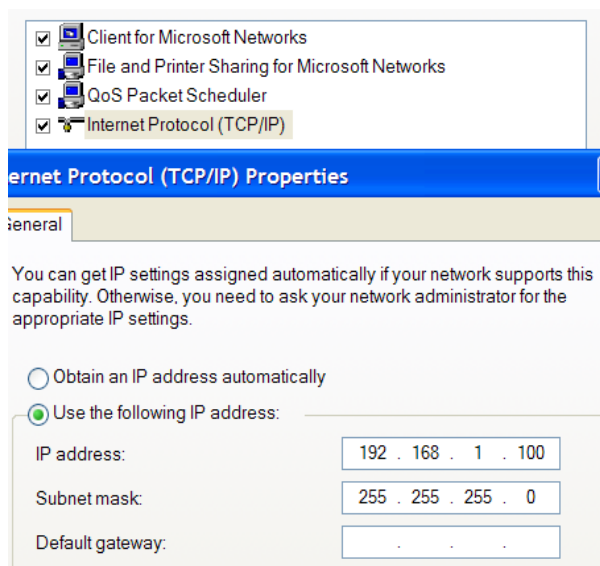 Client for Microsoft Networks
File and Printer Sharing for Microsoft Networks
QoS Packet Scheduler
Internet Protocol (TCP/IP)
ernet Protocol (TCP/IP) Properties
General
You can get IP settings assigned automatically if your network supports this
capability. Otherwise, you need to ask your network administrator for the
appropriate IP settings.
Obtain an IP address automatically
Use the following IP address:
IP address: 192 . 168 . 1 . 100
Subnet mask: 255 . 255 . 255 . 0
Default gateway: . . .